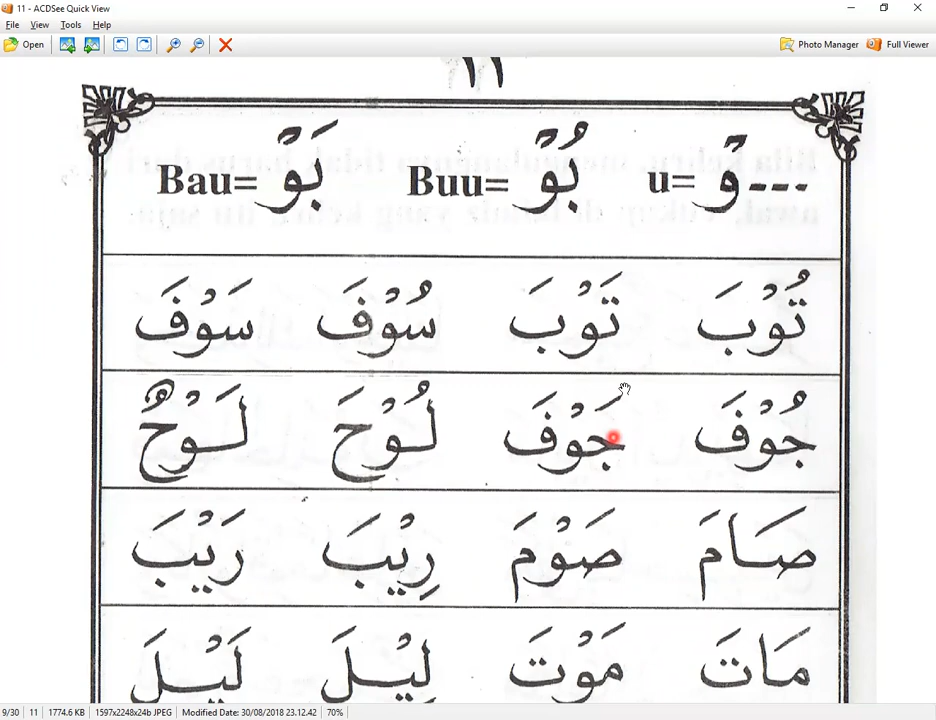 11 - ACDSee Quick View
File View Tools Help
Open Photo Manager Full Viewer
١١
---وْ =u بُوْ =Buu بَوْ =Bau
تُوْبَ تَوْبَ سُوْفَ سَوْفَ
جُوْفَ جَوْفَ لُوْحَ لَوْحٌ
صَامَ صَوْمَ رِيْبَ رَيْبَ
مَاتَ مَوْتَ لِيْلَ لَيْلَ
9/30 11 1774.6 KB 1597x2248x24b JPEG Modified Date: 30/08/2018 23.12.42 70%